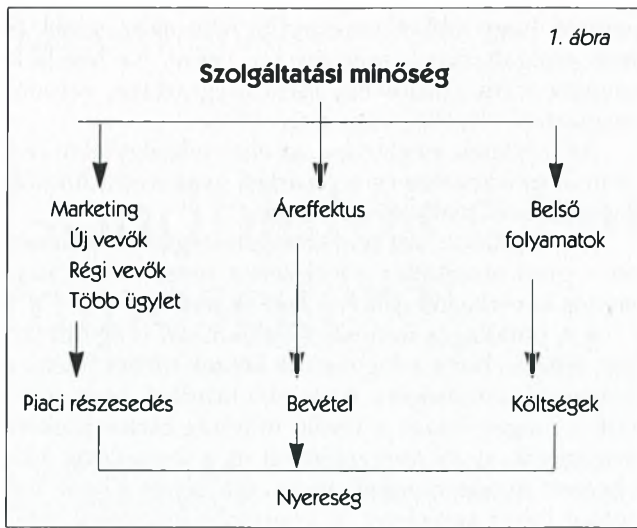 1. ábra
Szolgáltatási minőség
Marketing
Új vevők
Régi vevők
Több ügylet
Áreffektus
Belső
folyamatok
Piaci részesedés
Bevétel
Költségek
Nyereség